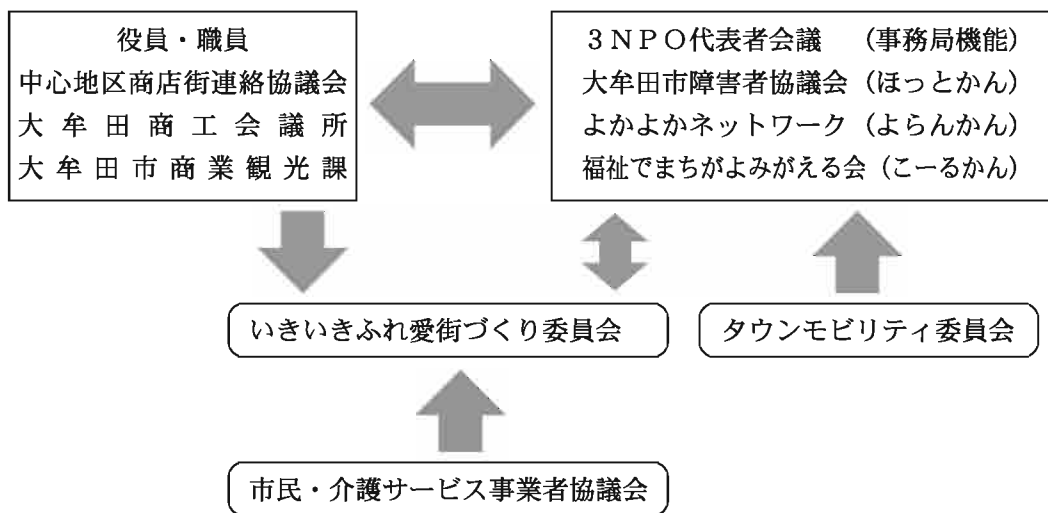 役員・職員
中心地区商店街連絡協議会
大牟田商工会議所
大牟田市商業観光課
３ＮＰＯ代表者会議　（事務局機能）
大牟田市障害者協議会（ほっとかん）
よかよかネットワーク（よらんかん）
福祉でまちがよみがえる会（こーるかん）
いきいきふれ愛街づくり委員会
タウンモビリティ委員会
市民・介護サービス事業者協議会